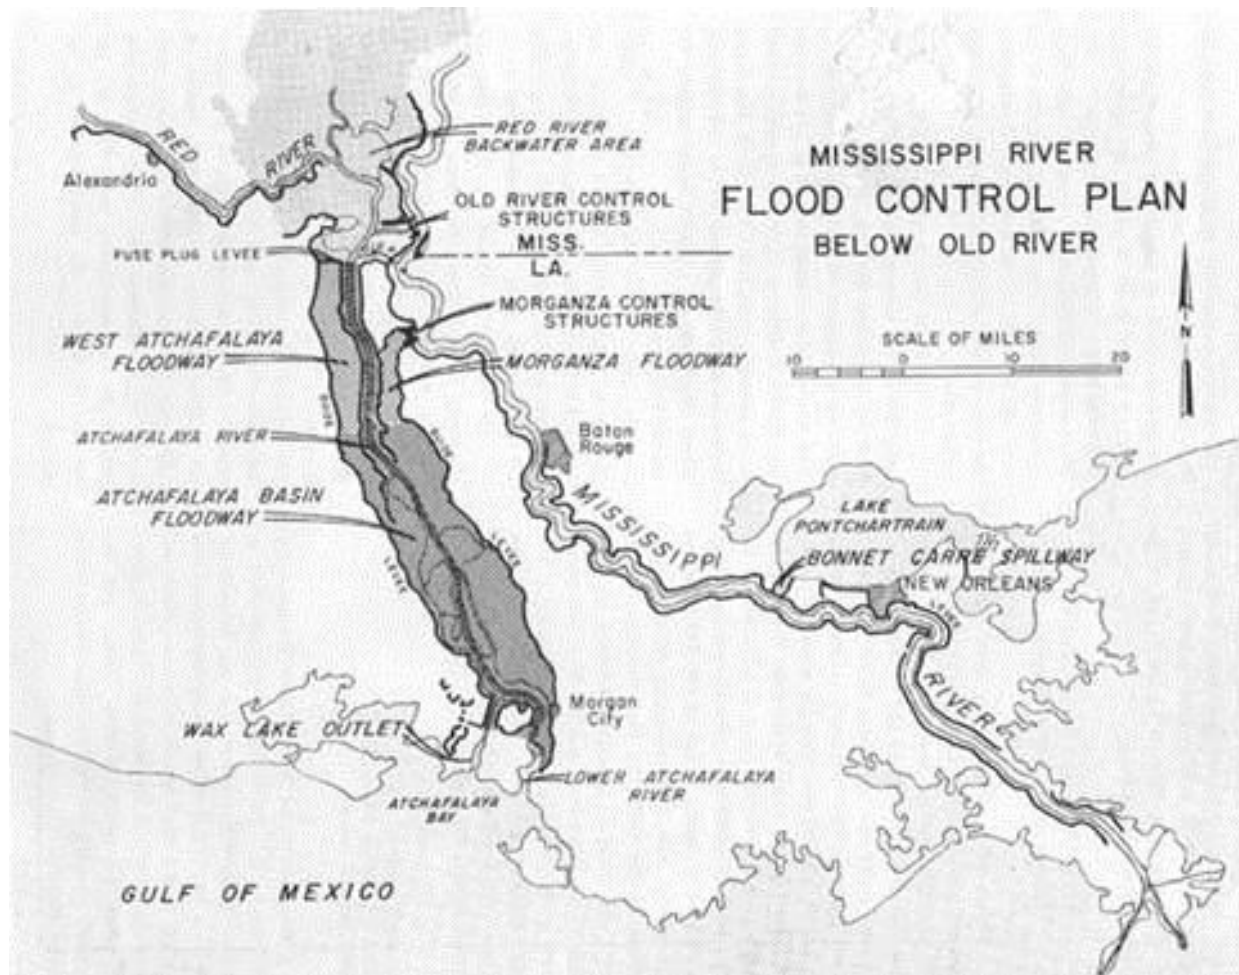 MISSISSIPPI RIVER
FLOOD CONTROL PLAN
BELOW OLD RIVER
RED RIVER
BACKWATER AREA
RED
RIVER
Alexandria
OLD RIVER CONTROL
STRUCTURES
MISS.
LA.
FUSE PLUG LEVEE
MORGANZA CONTROL
STRUCTURES
N
SCALE OF MILES
10 0 10 20
WEST ATCHAFALAYA
FLOODWAY
MORGANZA FLOODWAY
GUIDE
GUIDE
ATCHAFALAYA RIVER
Baton
Rouge
ATCHAFALAYA BASIN
FLOODWAY
LEVEE
LEVEE
MISSISSIPPI
LAKE
PONTCHARTRAIN
BONNET CARRE SPILLWAY
NEW ORLEANS
LEVEE
RIVER
Morgan
City
WAX LAKE OUTLET
LOWER ATCHAFALAYA
RIVER
ATCHAFALAYA
BAY
GULF OF MEXICO